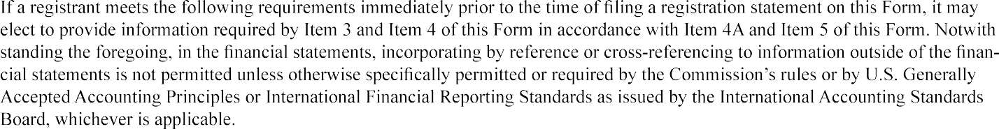 If a registrant meets the following requirements immediately prior to the time of filing a registration statement on this Form, it may
elect to provide information required by Item 3 and Item 4 of this Form in accordance with Item 4A and Item 5 of this Form. Notwith
standing the foregoing, in the financial statements, incorporating by reference or cross-referencing to information outside of the finan-
cial statements is not permitted unless otherwise specifically permitted or required by the Commission’s rules or by U.S. Generally
Accepted Accounting Principles or International Financial Reporting Standards as issued by the International Accounting Standards
Board, whichever is applicable.